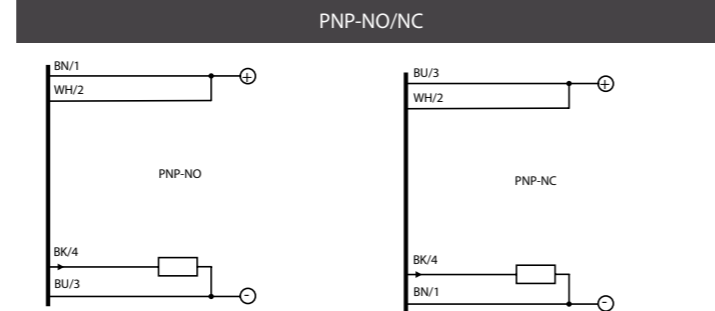 PNP-NO/NC
BN/1
WH/2
+
PNP-NO
BK/4
BU/3
-
BU/3
WH/2
+
PNP-NC
BK/4
BN/1
-